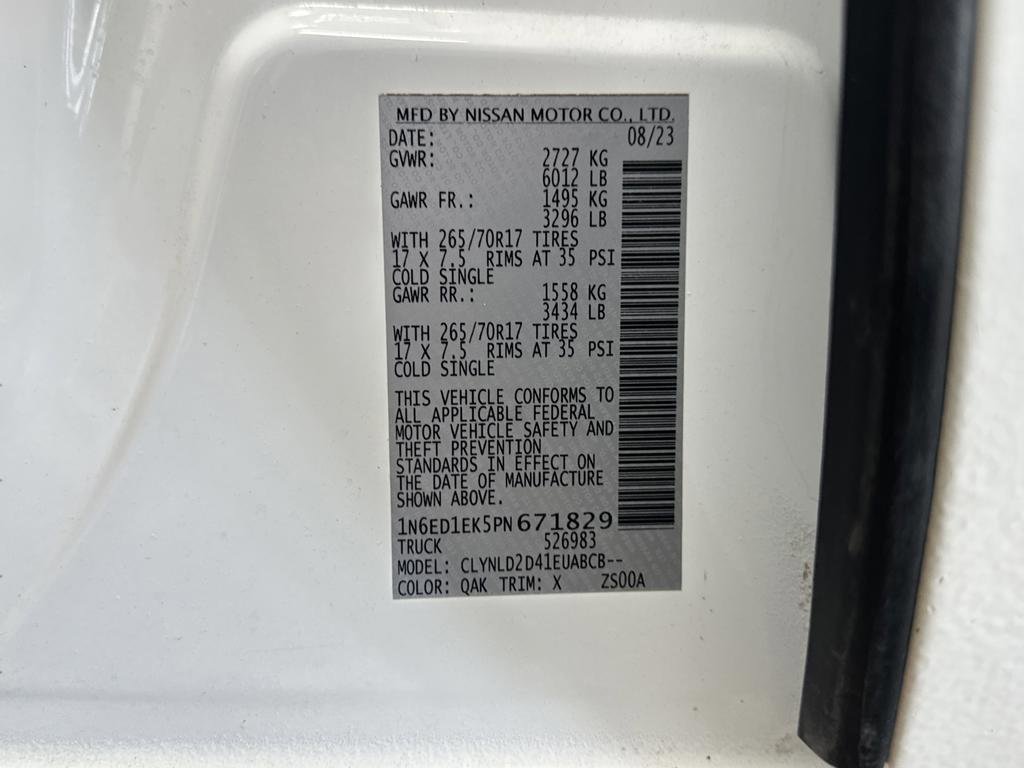 MFD BY NISSAN MOTOR CO., LTD.
DATE: 08/23
GVWR: 2727 KG
6012 LB
GAWR FR.: 1495 KG
3296 LB
WITH 265/70R17 TIRES
17 X 7.5 RIMS AT 35 PSI
COLD SINGLE
GAWR RR.: 1558 KG
3434 LB
WITH 265/70R17 TIRES
17 X 7.5 RIMS AT 35 PSI
COLD SINGLE
THIS VEHICLE CONFORMS TO
ALL APPLICABLE FEDERAL
MOTOR VEHICLE SAFETY AND
THEFT PREVENTION
STANDARDS IN EFFECT ON
THE DATE OF MANUFACTURE
SHOWN ABOVE.
1N6ED1EK5PN671829
TRUCK 526983
MODEL: CLYNLD2D41EUABCB--
COLOR: QAK TRIM: X ZS00A